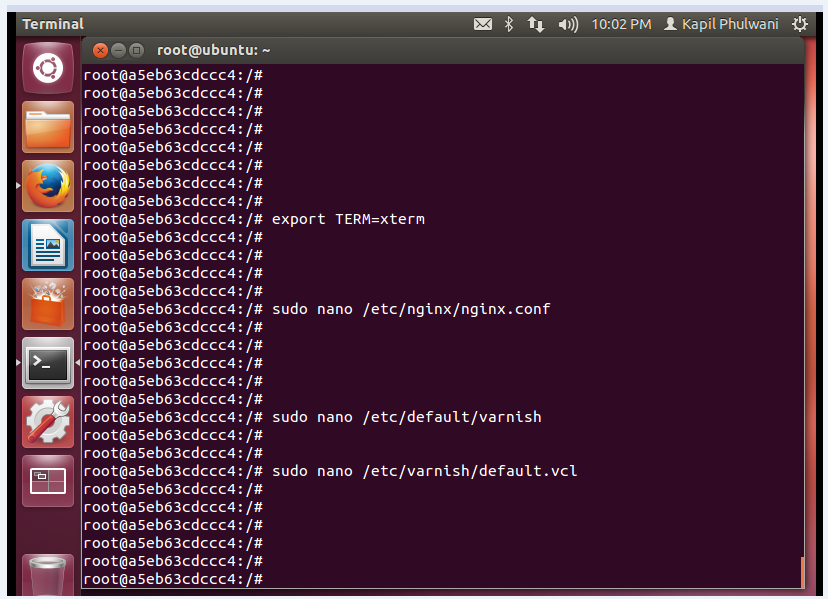 Terminal
10:02 PM Kapil Phulwani
root@ubuntu: ~
root@a5eb63cdccc4:/#
root@a5eb63cdccc4:/#
root@a5eb63cdccc4:/#
root@a5eb63cdccc4:/#
root@a5eb63cdccc4:/#
root@a5eb63cdccc4:/#
root@a5eb63cdccc4:/#
root@a5eb63cdccc4:/#
root@a5eb63cdccc4:/# export TERM=xterm
root@a5eb63cdccc4:/#
root@a5eb63cdccc4:/#
root@a5eb63cdccc4:/#
root@a5eb63cdccc4:/#
root@a5eb63cdccc4:/# sudo nano /etc/nginx/nginx.conf
root@a5eb63cdccc4:/#
root@a5eb63cdccc4:/#
root@a5eb63cdccc4:/#
root@a5eb63cdccc4:/#
root@a5eb63cdccc4:/#
root@a5eb63cdccc4:/# sudo nano /etc/default/varnish
root@a5eb63cdccc4:/#
root@a5eb63cdccc4:/#
root@a5eb63cdccc4:/# sudo nano /etc/varnish/default.vcl
root@a5eb63cdccc4:/#
root@a5eb63cdccc4:/#
root@a5eb63cdccc4:/#
root@a5eb63cdccc4:/#
root@a5eb63cdccc4:/#
root@a5eb63cdccc4:/#